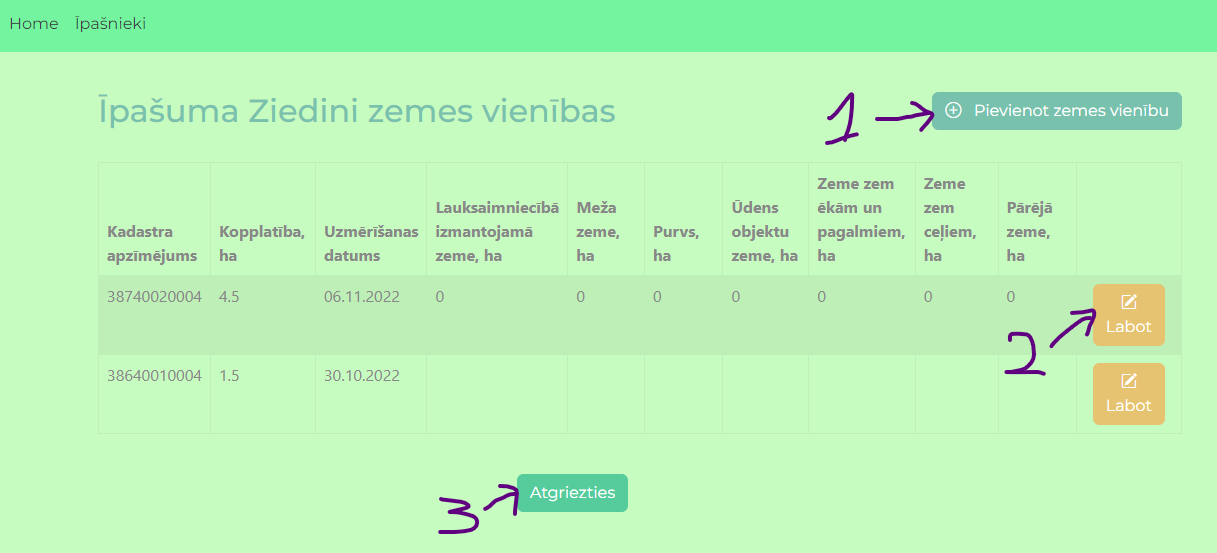 Home Īpašnieki
Īpašuma Ziedini zemes vienības
1
Pievienot zemes vienību
Kadastra apzīmējums
Kopplatība, ha
Uzmērīšanas datums
Lauksaimniecībā izmantojamā zeme, ha
Meža zeme, ha
Purvs, ha
Ūdens objektu zeme, ha
Zeme zem ēkām un pagalmiem, ha
Zeme zem ceļiem, ha
Pārējā zeme, ha
38740020004 4.5 06.11.2022 0 0 0 0 0 0 0
2
Labot
38640010004 1.5 30.10.2022
Labot
3
Atgriezties